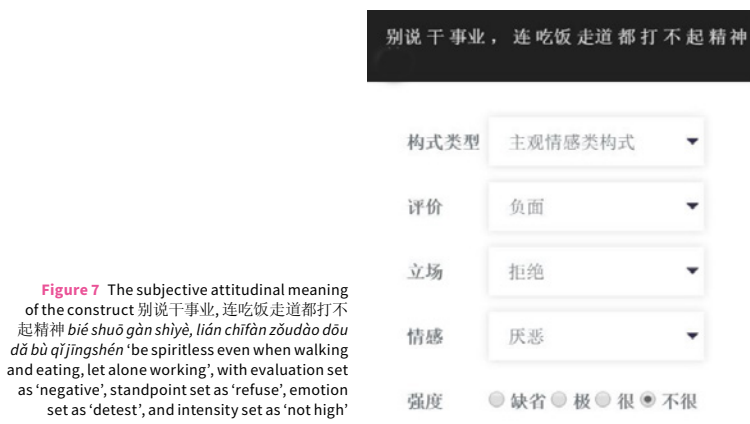 别说干事业，连吃饭走道都打不起精神
构式类型 主观情感类构式
评价 负面
立场 拒绝
情感 厌恶
强度 缺省 极 很 不很
Figure 7 The subjective attitudinal meaning
of the construct 别说干事业, 连吃饭走道都打不
起精神 bié shuō gàn shìyè, lián chīfàn zǒudào dōu
dǎ bù qǐ jīngshén ‘be spiritless even when walking
and eating, let alone working’, with evaluation set
as ‘negative’, standpoint set as ‘refuse’, emotion
set as ‘detest’, and intensity set as ‘not high’